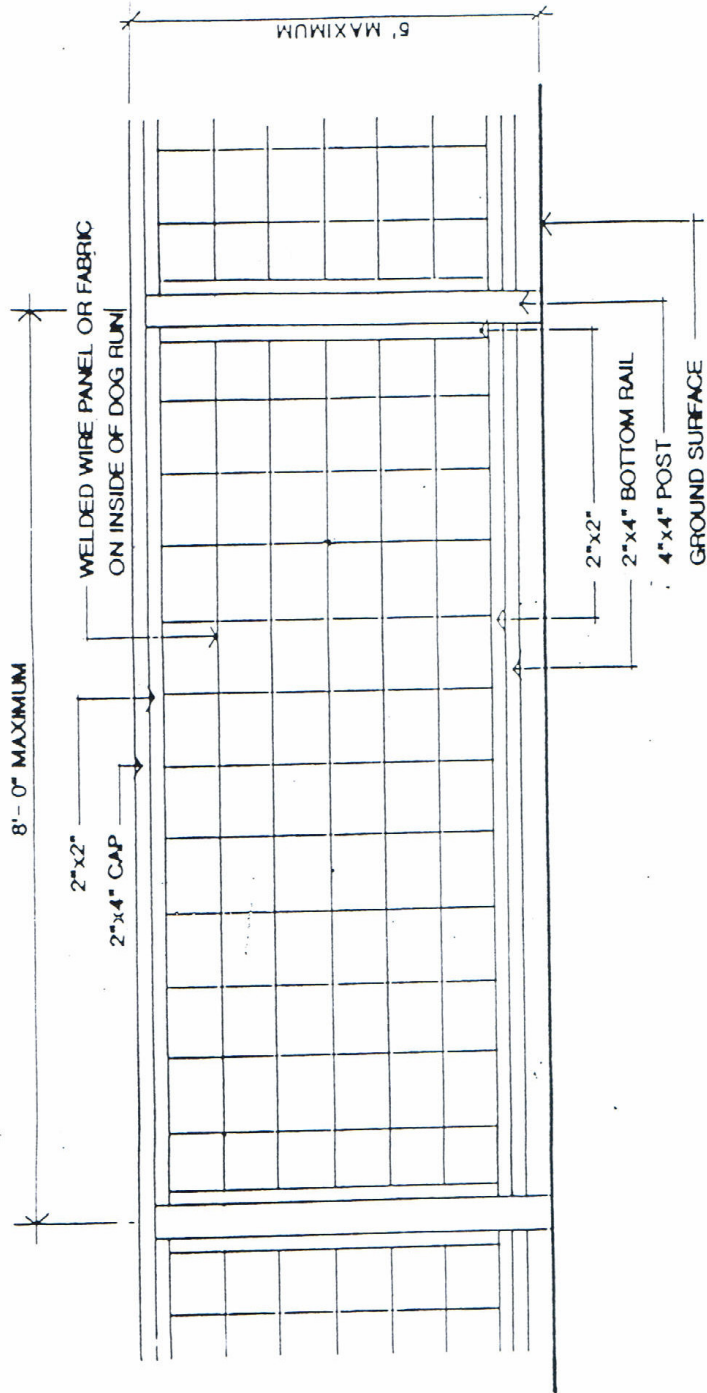 8'-0" MAXIMUM
2"x2"
2"x4" CAP
WELDED WIRE PANEL OR FABRIC
ON INSIDE OF DOG RUN
5' MAXIMUM
2"x2"
2"x4" BOTTOM RAIL
4"x4" POST
GROUND SURFACE